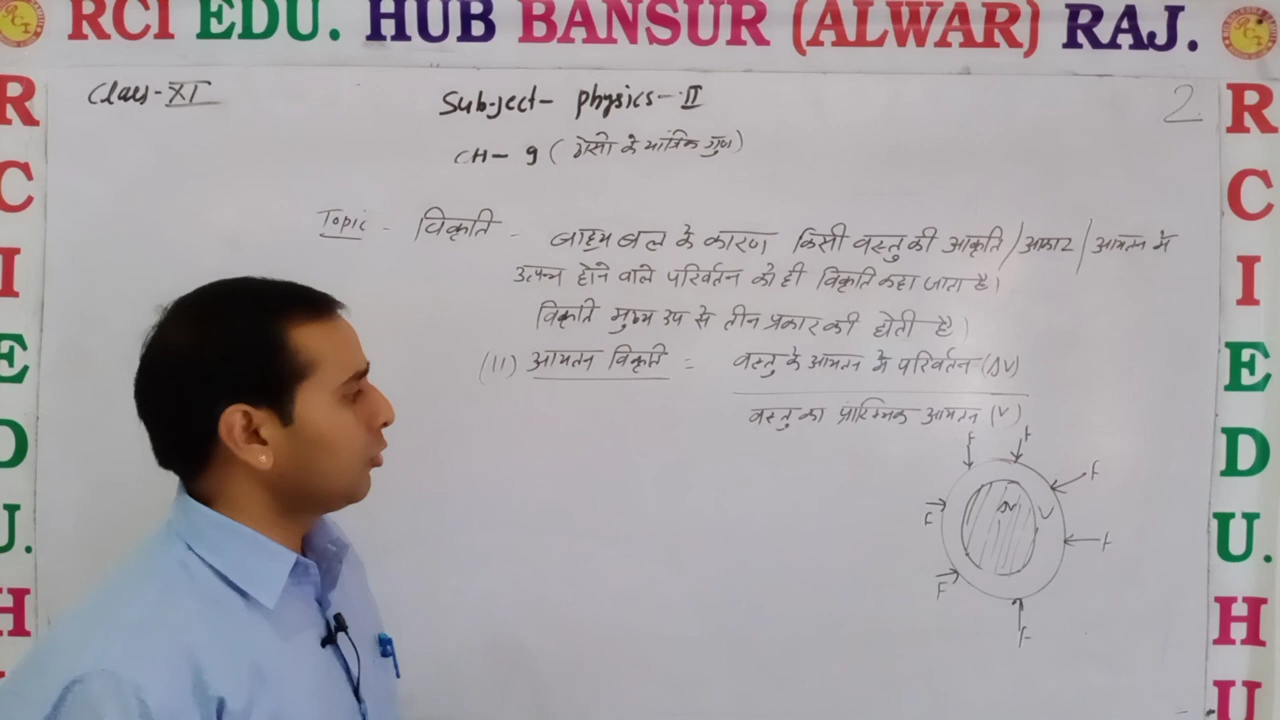 RCI EDU. HUB BANSUR (ALWAR) RAJ.
Class-XI
Subject- Physics-II
2.
CH- 9 (ठोसो के यांत्रिक गुण)
Topic - विकृति - बाह्य बल के कारण किसी वस्तु की आकृति/आकार/आयतन में
उत्पन्न होने वाले परिवर्तन को ही विकृति कहा जाता है।
विकृति मुख्य रूप से तीन प्रकार की होती है।
(II) आयतन विकृति = वस्तु के आयतन में परिवर्तन (ΔV)
वस्तु का प्रारम्भिक आयतन (V)
F F
F
F ΔV V
F
F
F
R
C
I
E
D
U.
H
R
C
I
E
D
U.
H
U